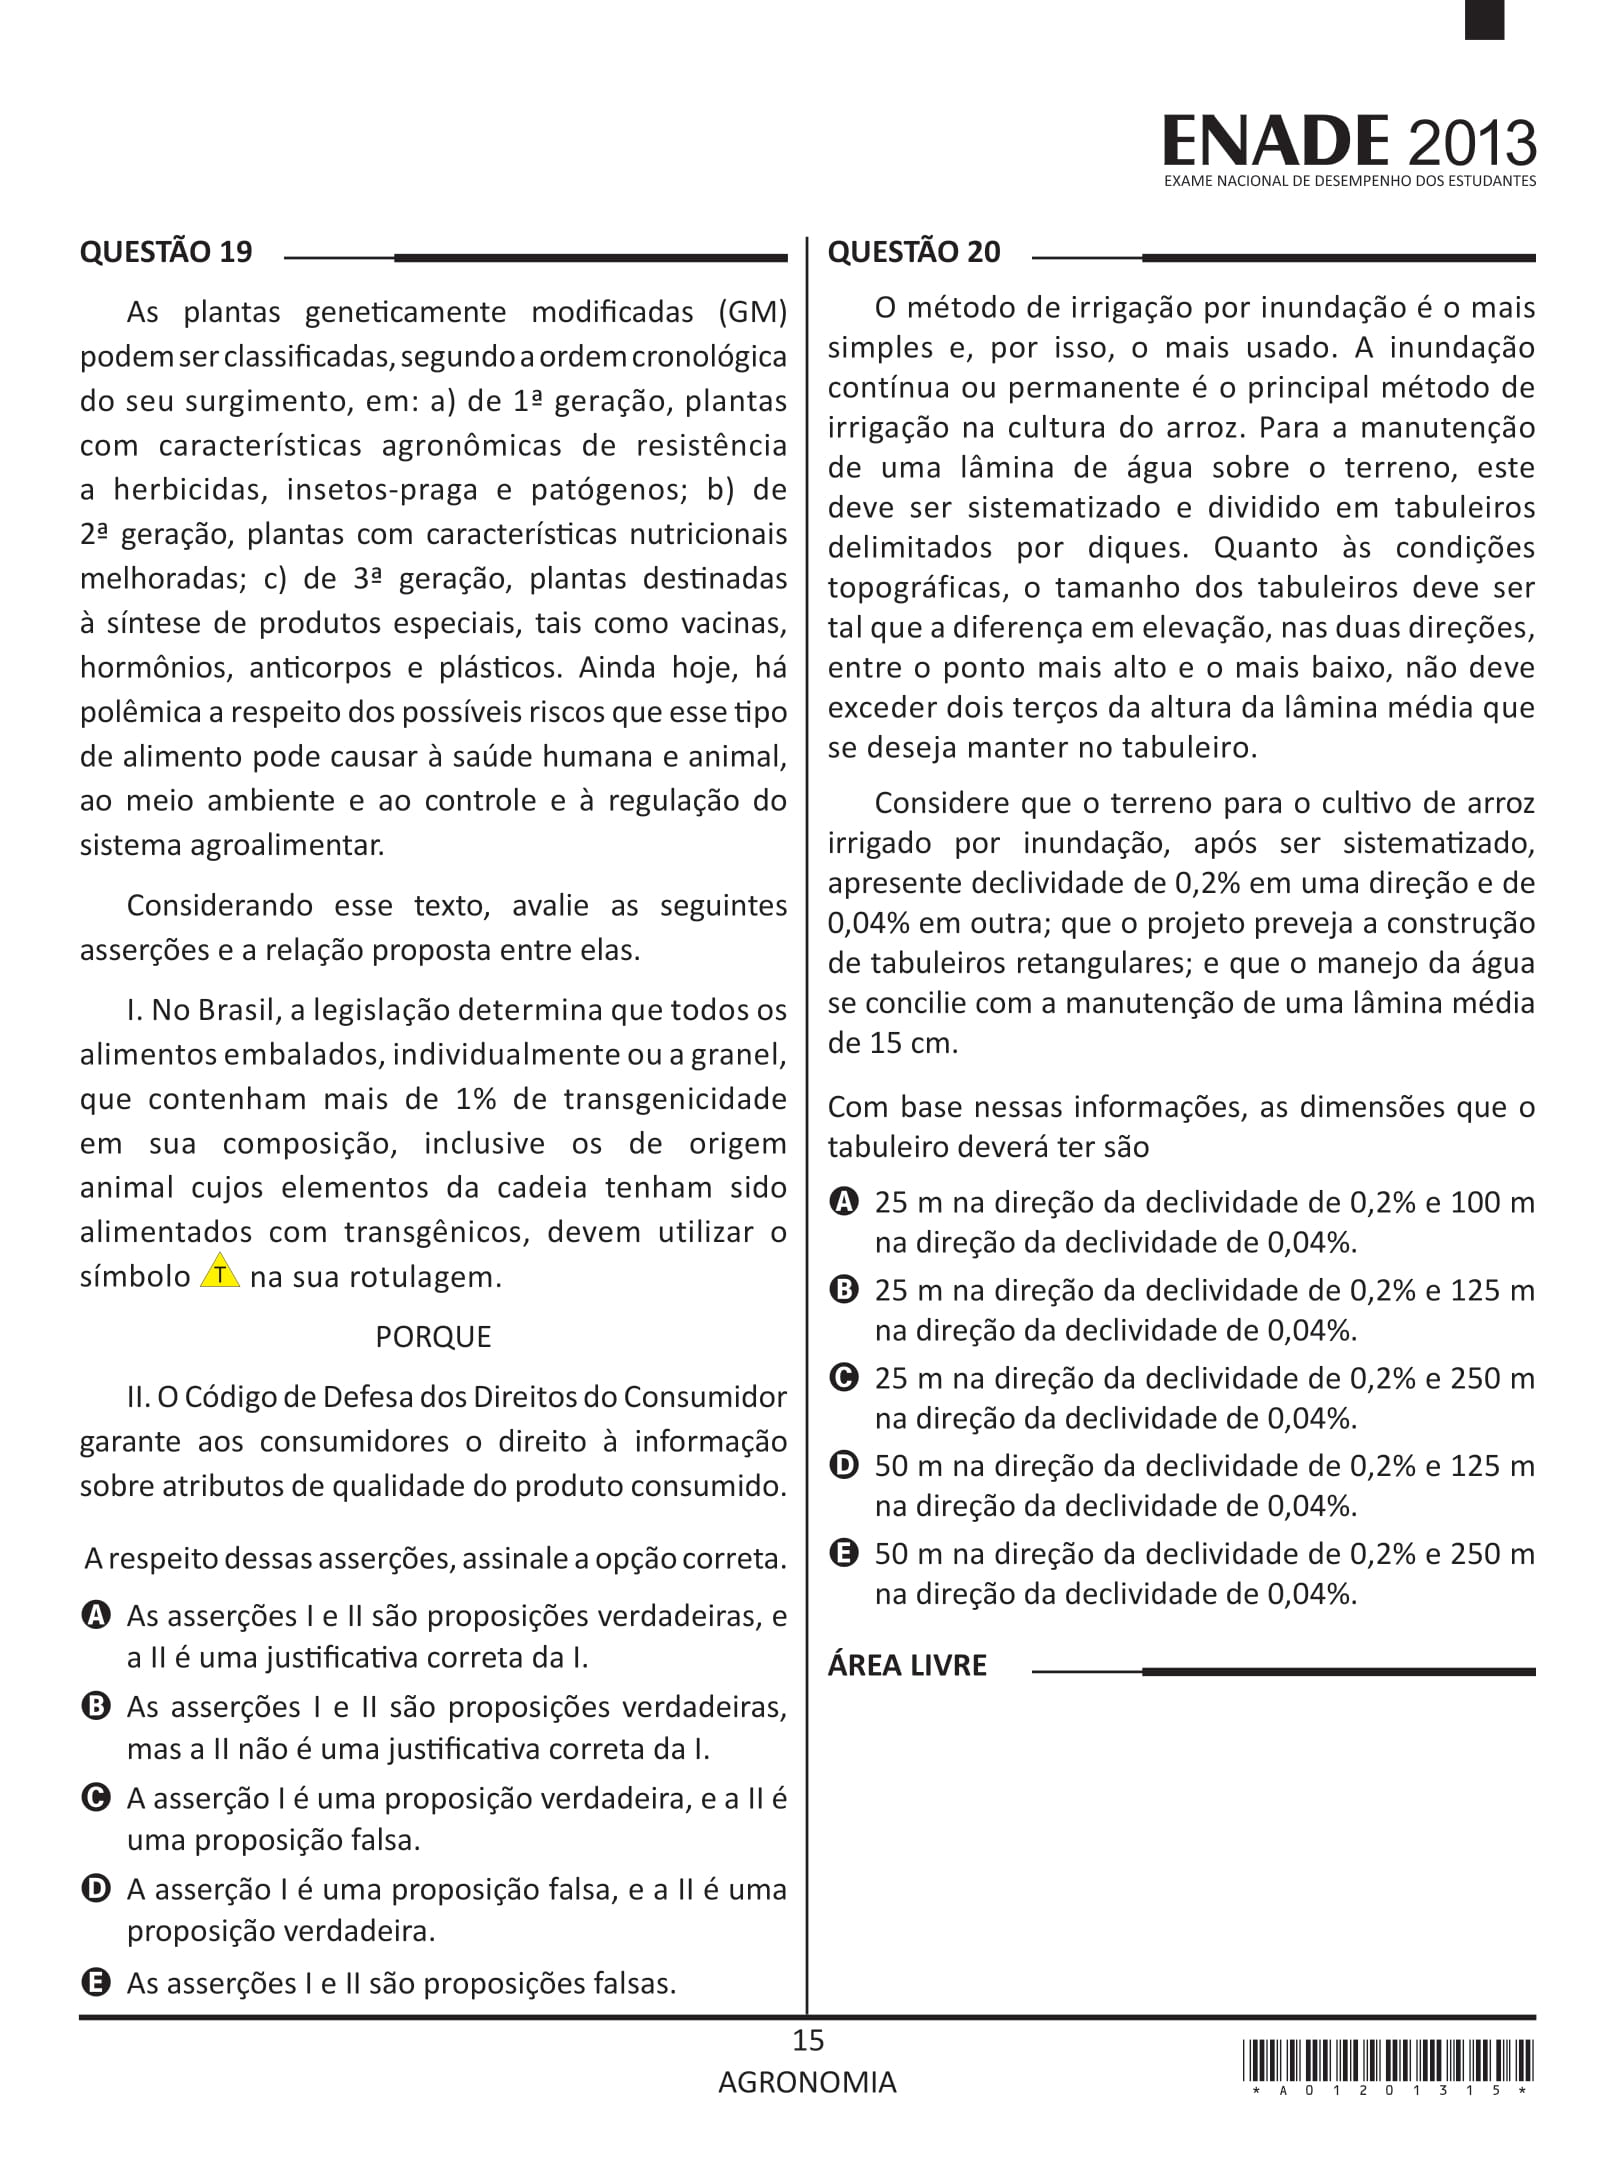 ENADE 2013
EXAME NACIONAL DE DESEMPENHO DOS ESTUDANTES
QUESTÃO 19
As plantas geneticamente modificadas (GM)
podem ser classificadas, segundo a ordem cronológica
do seu surgimento, em: a) de 1ª geração, plantas
com características agronômicas de resistência
a herbicidas, insetos-praga e patógenos; b) de
2ª geração, plantas com características nutricionais
melhoradas; c) de 3ª geração, plantas destinadas
à síntese de produtos especiais, tais como vacinas,
hormônios, anticorpos e plásticos. Ainda hoje, há
polêmica a respeito dos possíveis riscos que esse tipo
de alimento pode causar à saúde humana e animal,
ao meio ambiente e ao controle e à regulação do
sistema agroalimentar.
Considerando esse texto, avalie as seguintes
asserções e a relação proposta entre elas.
I. No Brasil, a legislação determina que todos os
alimentos embalados, individualmente ou a granel,
que contenham mais de 1% de transgenicidade
em sua composição, inclusive os de origem
animal cujos elementos da cadeia tenham sido
alimentados com transgênicos, devem utilizar o
símbolo T na sua rotulagem.
PORQUE
II. O Código de Defesa dos Direitos do Consumidor
garante aos consumidores o direito à informação
sobre atributos de qualidade do produto consumido.
A respeito dessas asserções, assinale a opção correta.
A As asserções I e II são proposições verdadeiras, e
a II é uma justificativa correta da I.
B As asserções I e II são proposições verdadeiras,
mas a II não é uma justificativa correta da I.
C A asserção I é uma proposição verdadeira, e a II é
uma proposição falsa.
D A asserção I é uma proposição falsa, e a II é uma
proposição verdadeira.
E As asserções I e II são proposições falsas.
QUESTÃO 20
O método de irrigação por inundação é o mais
simples e, por isso, o mais usado. A inundação
contínua ou permanente é o principal método de
irrigação na cultura do arroz. Para a manutenção
de uma lâmina de água sobre o terreno, este
deve ser sistematizado e dividido em tabuleiros
delimitados por diques. Quanto às condições
topográficas, o tamanho dos tabuleiros deve ser
tal que a diferença em elevação, nas duas direções,
entre o ponto mais alto e o mais baixo, não deve
exceder dois terços da altura da lâmina média que
se deseja manter no tabuleiro.
Considere que o terreno para o cultivo de arroz
irrigado por inundação, após ser sistematizado,
apresente declividade de 0,2% em uma direção e de
0,04% em outra; que o projeto preveja a construção
de tabuleiros retangulares; e que o manejo da água
se concilie com a manutenção de uma lâmina média
de 15 cm.
Com base nessas informações, as dimensões que o
tabuleiro deverá ter são
A 25 m na direção da declividade de 0,2% e 100 m
na direção da declividade de 0,04%.
B 25 m na direção da declividade de 0,2% e 125 m
na direção da declividade de 0,04%.
C 25 m na direção da declividade de 0,2% e 250 m
na direção da declividade de 0,04%.
D 50 m na direção da declividade de 0,2% e 125 m
na direção da declividade de 0,04%.
E 50 m na direção da declividade de 0,2% e 250 m
na direção da declividade de 0,04%.
ÁREA LIVRE
15
AGRONOMIA
* A 0 1 2 0 1 3 1 5 *